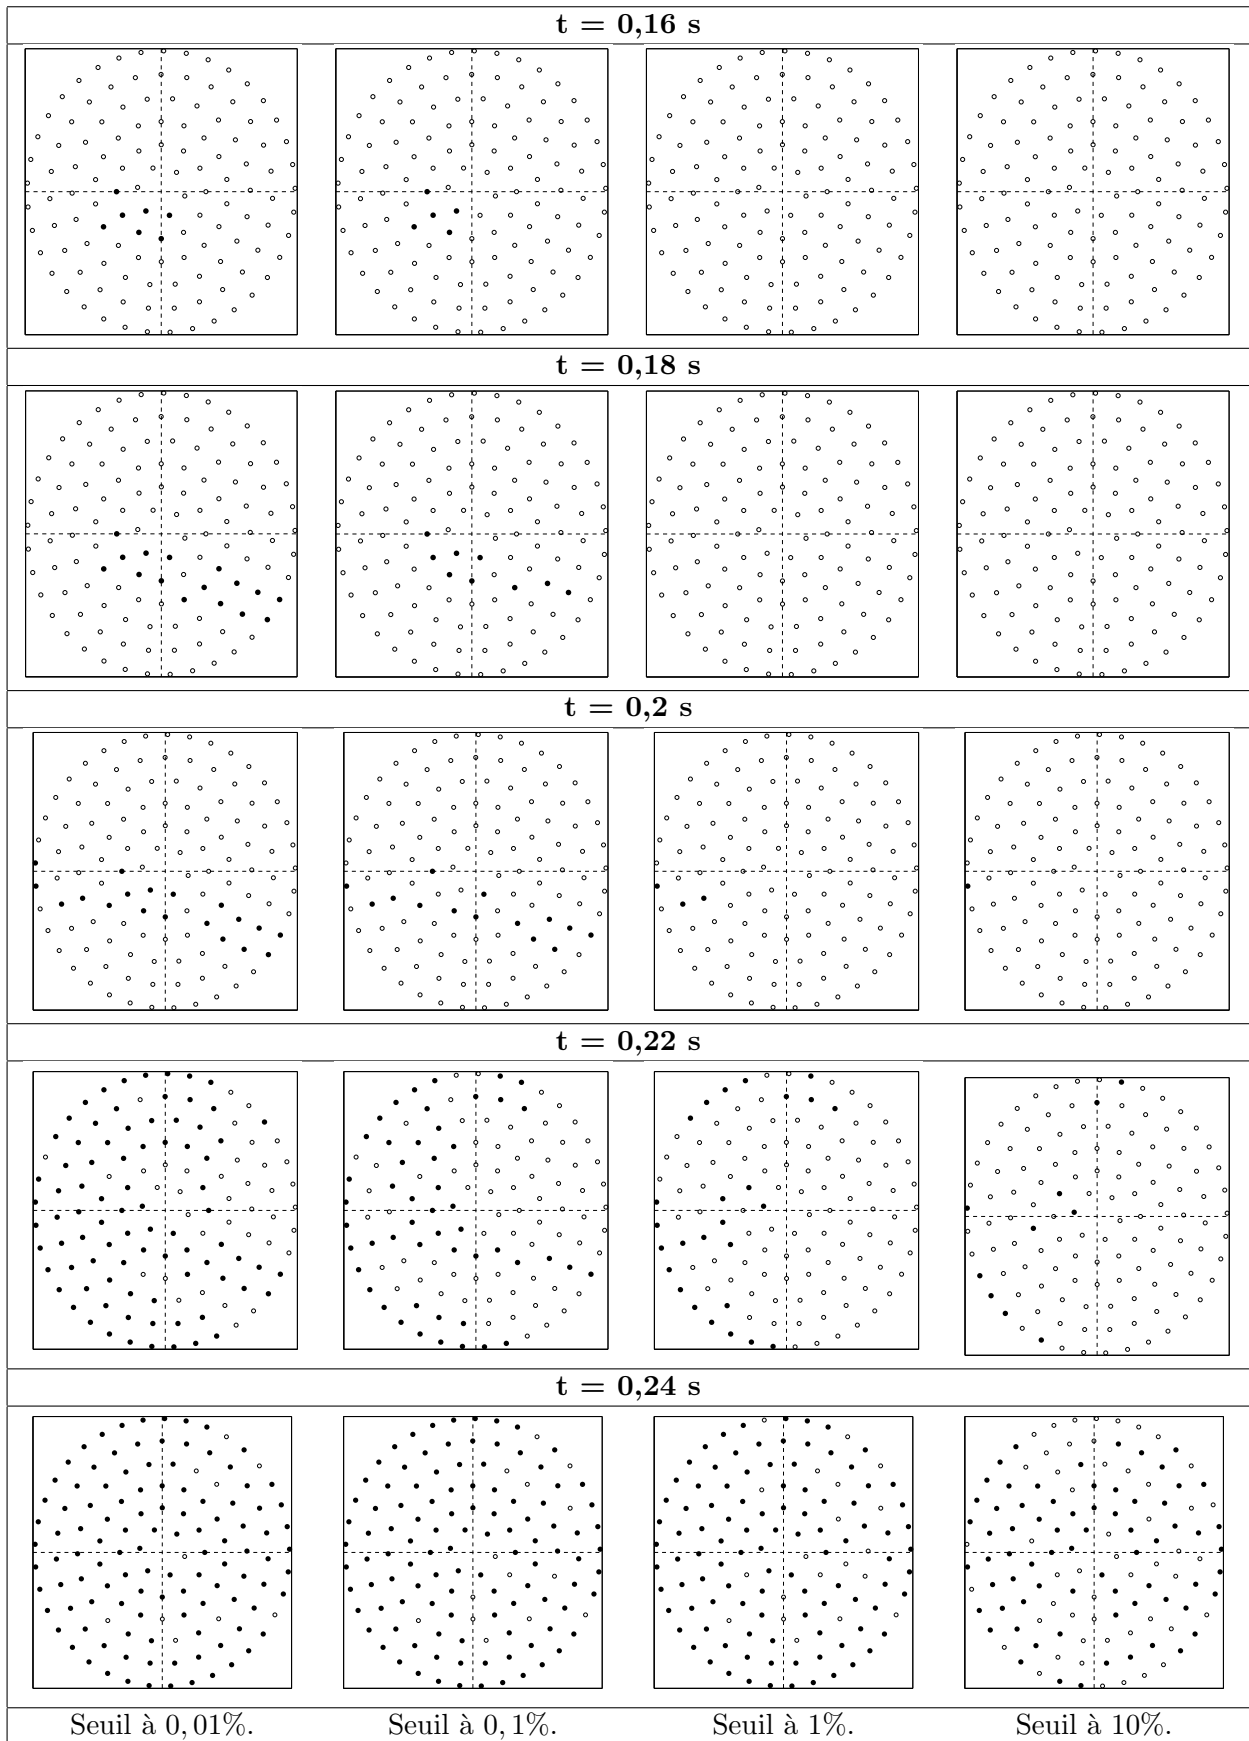 t = 0,16 s
t = 0,18 s
t = 0,2 s
t = 0,22 s
t = 0,24 s
Seuil à 0, 01%. Seuil à 0, 1%. Seuil à 1%. Seuil à 10%.